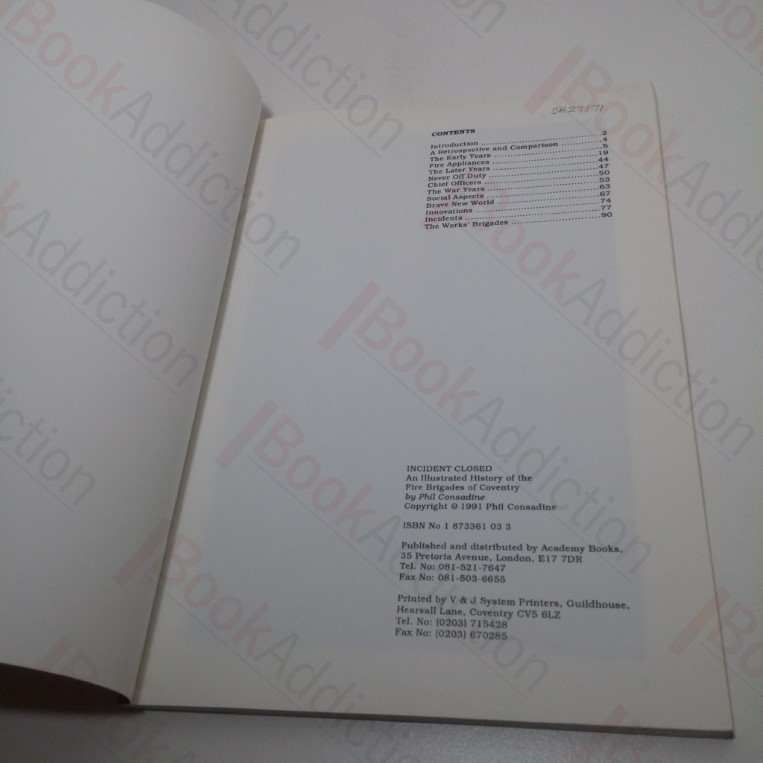 CONTENTS
Introduction ..... 2
A Retrospective and Comparison ..... 4
The Early Years ..... 5
Fire Appliances ..... 19
The Later Years ..... 44
Never Off Duty ..... 47
Chief Officers ..... 50
The War Years ..... 53
Social Aspects ..... 63
Brave New World ..... 67
Innovations ..... 74
Incidents ..... 77
The Works' Brigades ..... 90
INCIDENT CLOSED
An Illustrated History of the
Fire Brigades of Coventry
by Phil Consadine
Copyright © 1991 Phil Consadine
ISBN No 1 873361 03 3
Published and distributed by Academy Books,
35 Pretoria Avenue, London, E17 7DR
Tel. No: 081-521-7647
Fax No: 081-503-6655
Printed by V & J System Printers, Guildhouse,
Hearsall Lane, Coventry CV5 6LZ
Tel. No: (0203) 715428
Fax No: (0203) 670285
BookAddiction